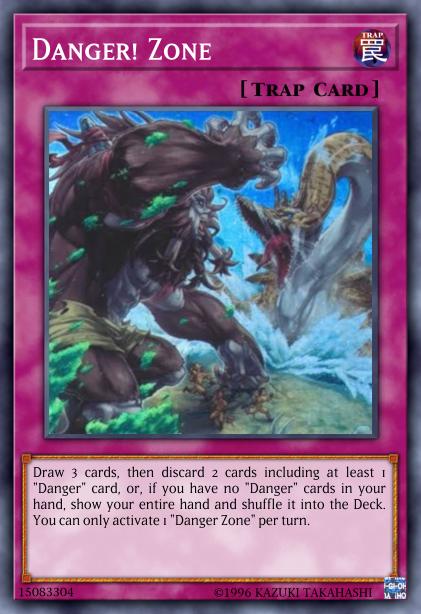 Danger! Zone
TRAP
罠
[Trap Card]
Draw 3 cards, then discard 2 cards including at least 1
"Danger" card, or, if you have no "Danger" cards in your
hand, show your entire hand and shuffle it into the Deck.
You can only activate 1 "Danger Zone" per turn.
15083304
©1996 KAZUKI TAKAHASHI